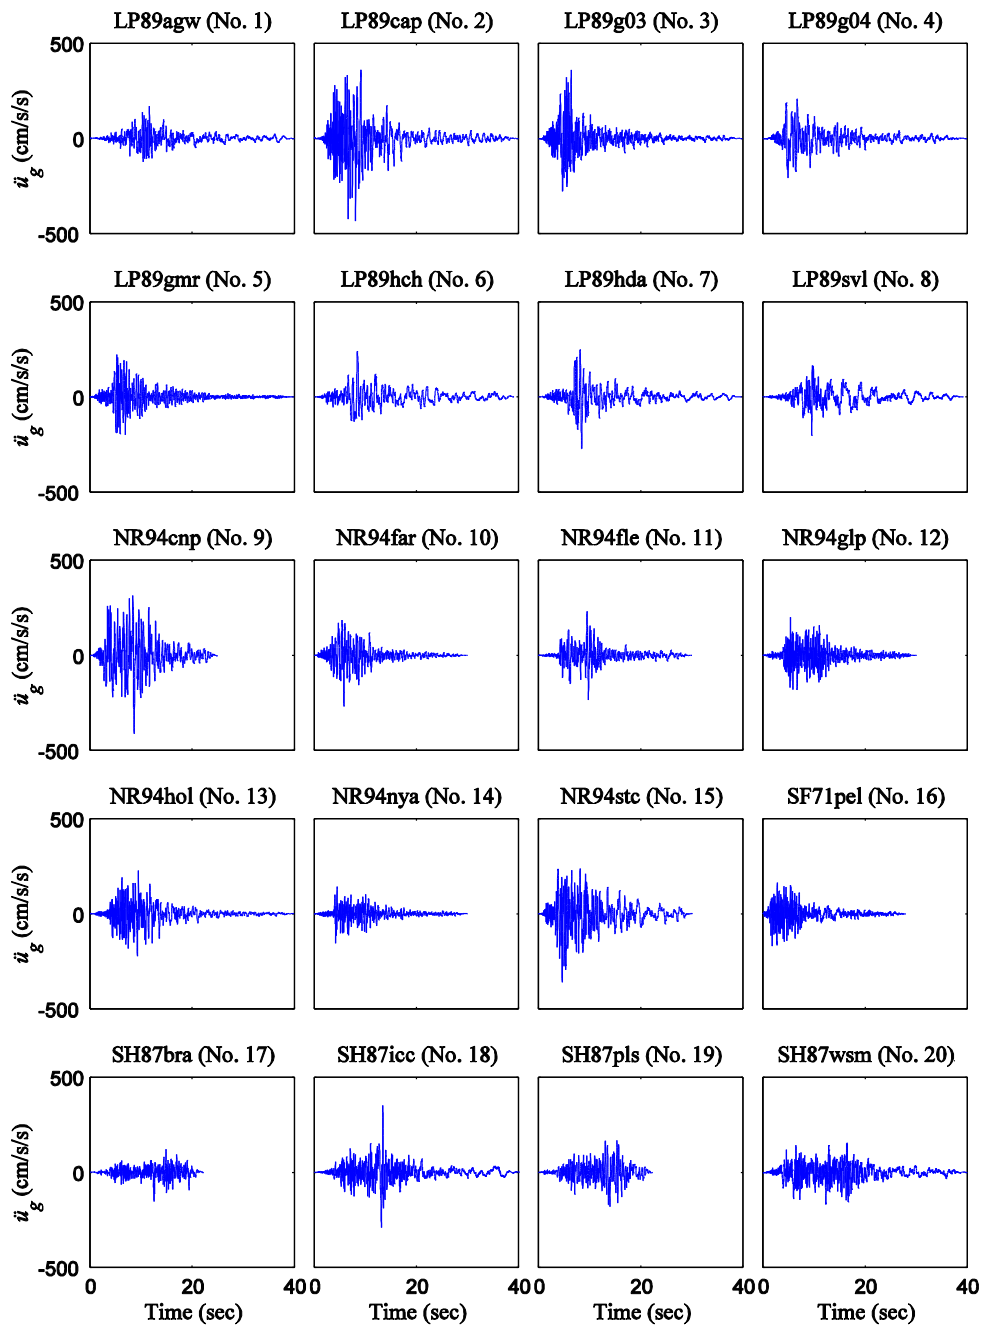 LP89agw (No. 1) LP89cap (No. 2) LP89g03 (No. 3) LP89g04 (No. 4)
500
0
-500
ü_g (cm/s/s)
LP89gmr (No. 5) LP89hch (No. 6) LP89hda (No. 7) LP89svl (No. 8)
500
0
-500
ü_g (cm/s/s)
NR94cnp (No. 9) NR94far (No. 10) NR94fle (No. 11) NR94glp (No. 12)
500
0
-500
ü_g (cm/s/s)
NR94hol (No. 13) NR94nya (No. 14) NR94stc (No. 15) SF71pel (No. 16)
500
0
-500
ü_g (cm/s/s)
SH87bra (No. 17) SH87icc (No. 18) SH87pls (No. 19) SH87wsm (No. 20)
500
0
-500
ü_g (cm/s/s)
0 20 40 0 20 40 0 20 40 0 20 40
Time (sec) Time (sec) Time (sec) Time (sec)